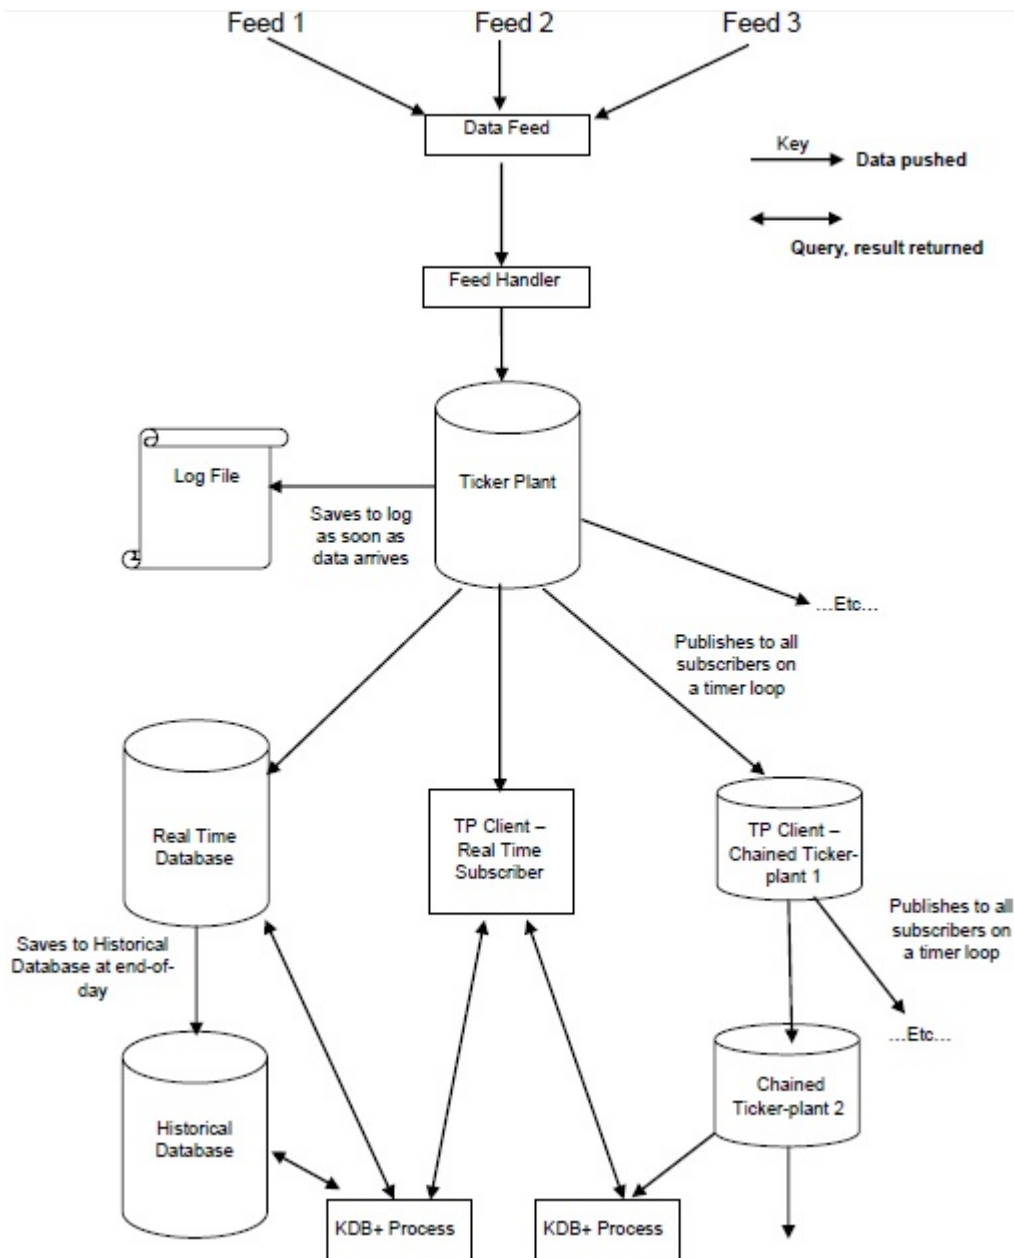 Feed 1
Feed 2
Feed 3
Data Feed
Key
Data pushed
Query, result returned
Feed Handler
Log File
Ticker Plant
Saves to log
as soon as
data arrives
...Etc...
Publishes to all
subscribers on
a timer loop
Real Time
Database
TP Client –
Real Time
Subscriber
TP Client –
Chained Ticker-
plant 1
Saves to Historical
Database at end-of-
day
Publishes to all
subscribers on
a timer loop
...Etc...
Historical
Database
Chained
Ticker-plant 2
KDB+ Process
KDB+ Process